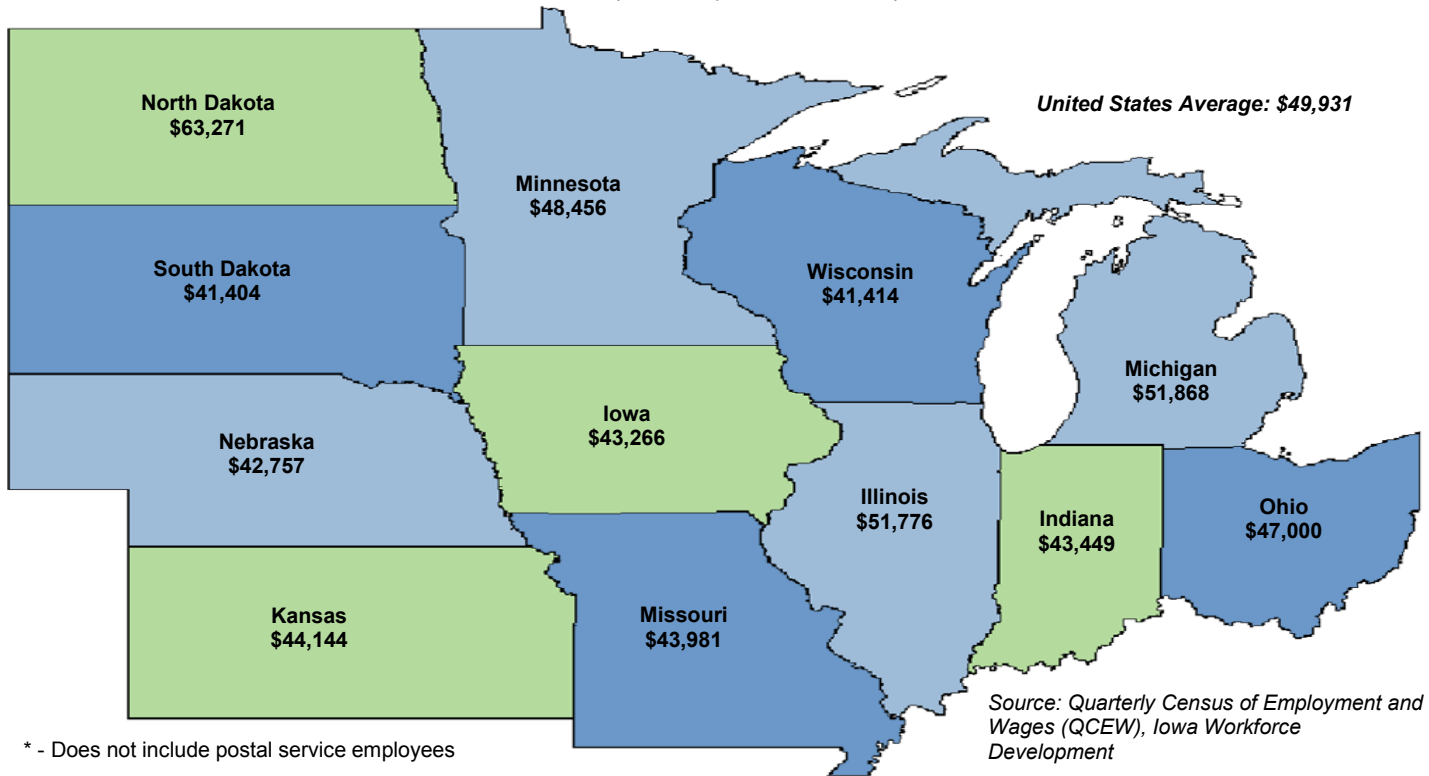 North Dakota
$63,271
United States Average: $49,931
Minnesota
$48,456
South Dakota
$41,404
Wisconsin
$41,414
Michigan
$51,868
Iowa
$43,266
Nebraska
$42,757
Illinois
$51,776
Indiana
$43,449
Ohio
$47,000
Kansas
$44,144
Missouri
$43,981
* - Does not include postal service employees
Source: Quarterly Census of Employment and
Wages (QCEW), Iowa Workforce
Development